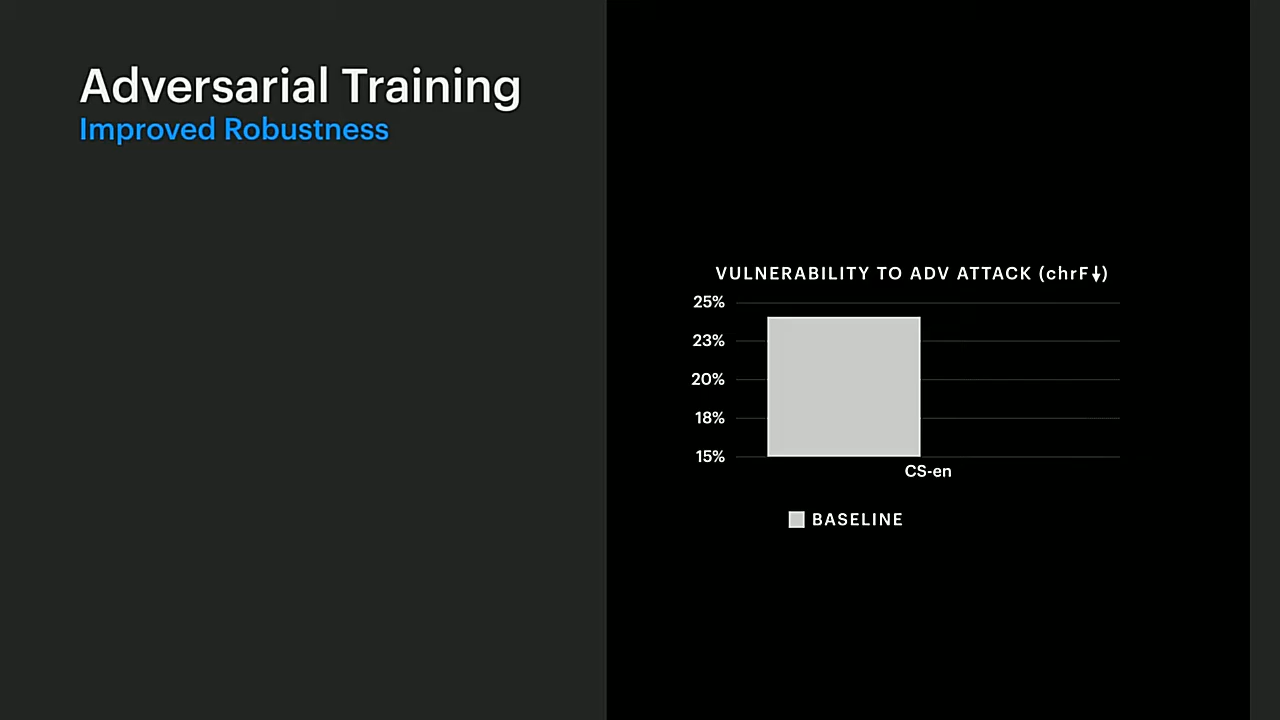 Adversarial Training
Improved Robustness
VULNERABILITY TO ADV ATTACK (chrF↓)
25%
23%
20%
18%
15%
CS-en
BASELINE